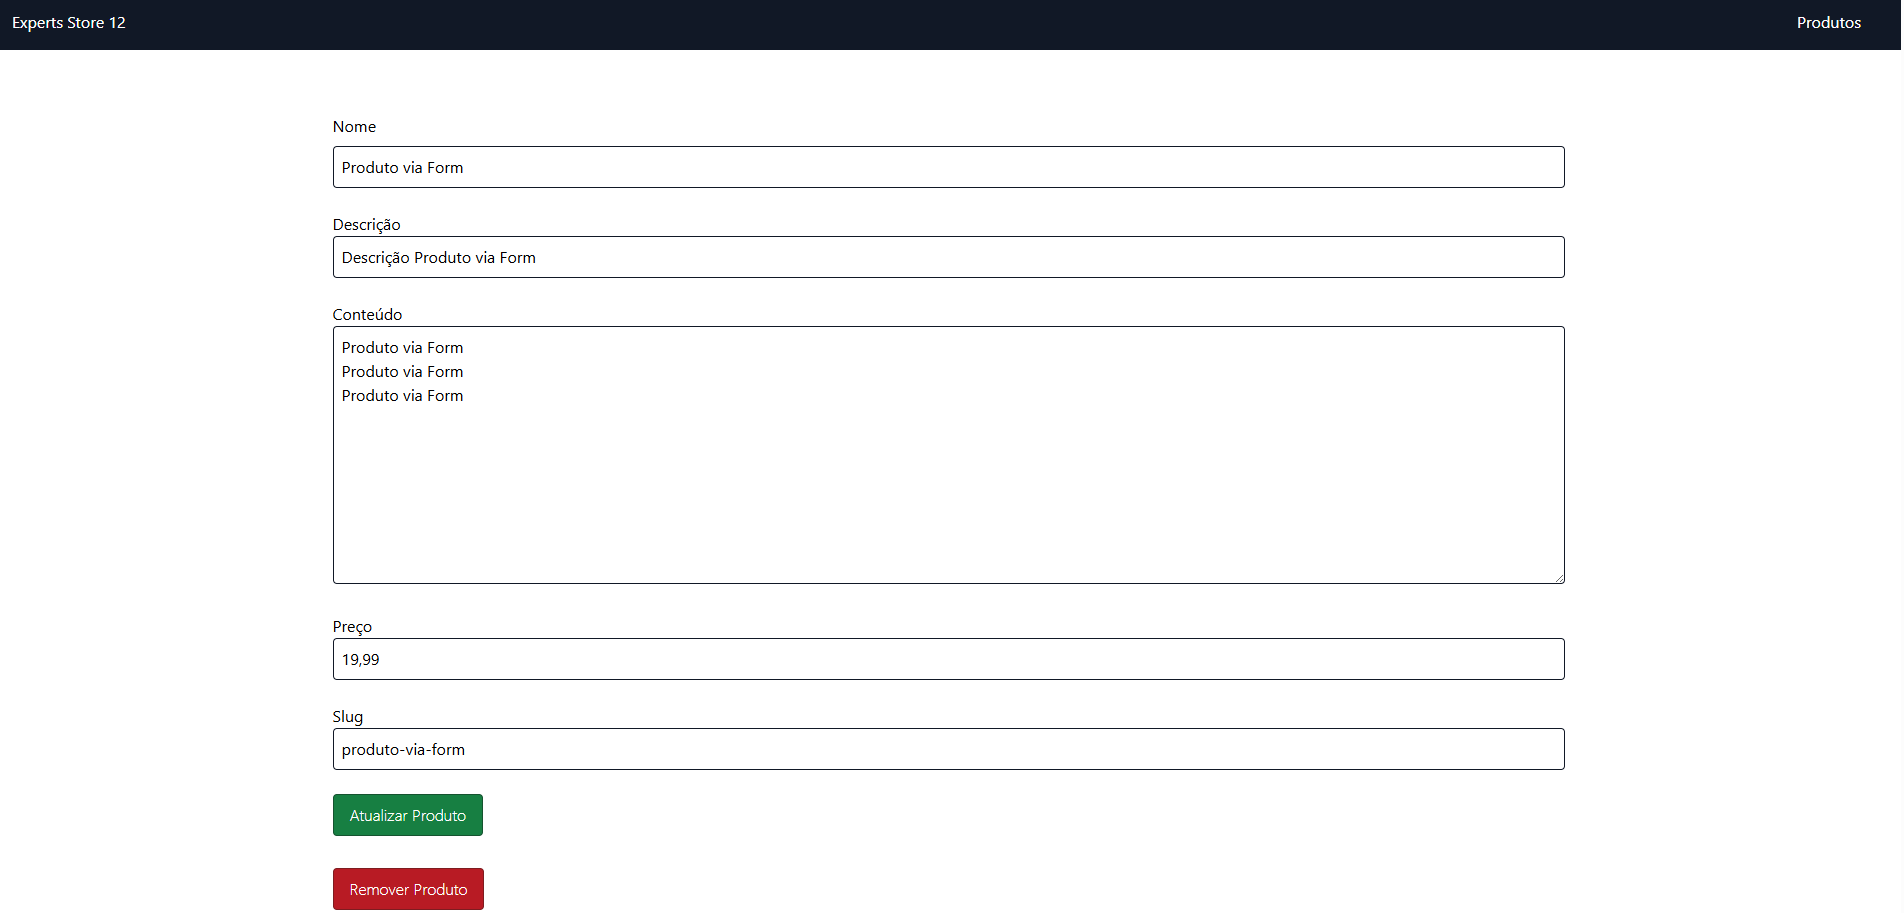 Experts Store 12
Produtos
Nome
Produto via Form
Descrição
Descrição Produto via Form
Conteúdo
Produto via Form
Produto via Form
Produto via Form
Preço
19,99
Slug
produto-via-form
Atualizar Produto
Remover Produto